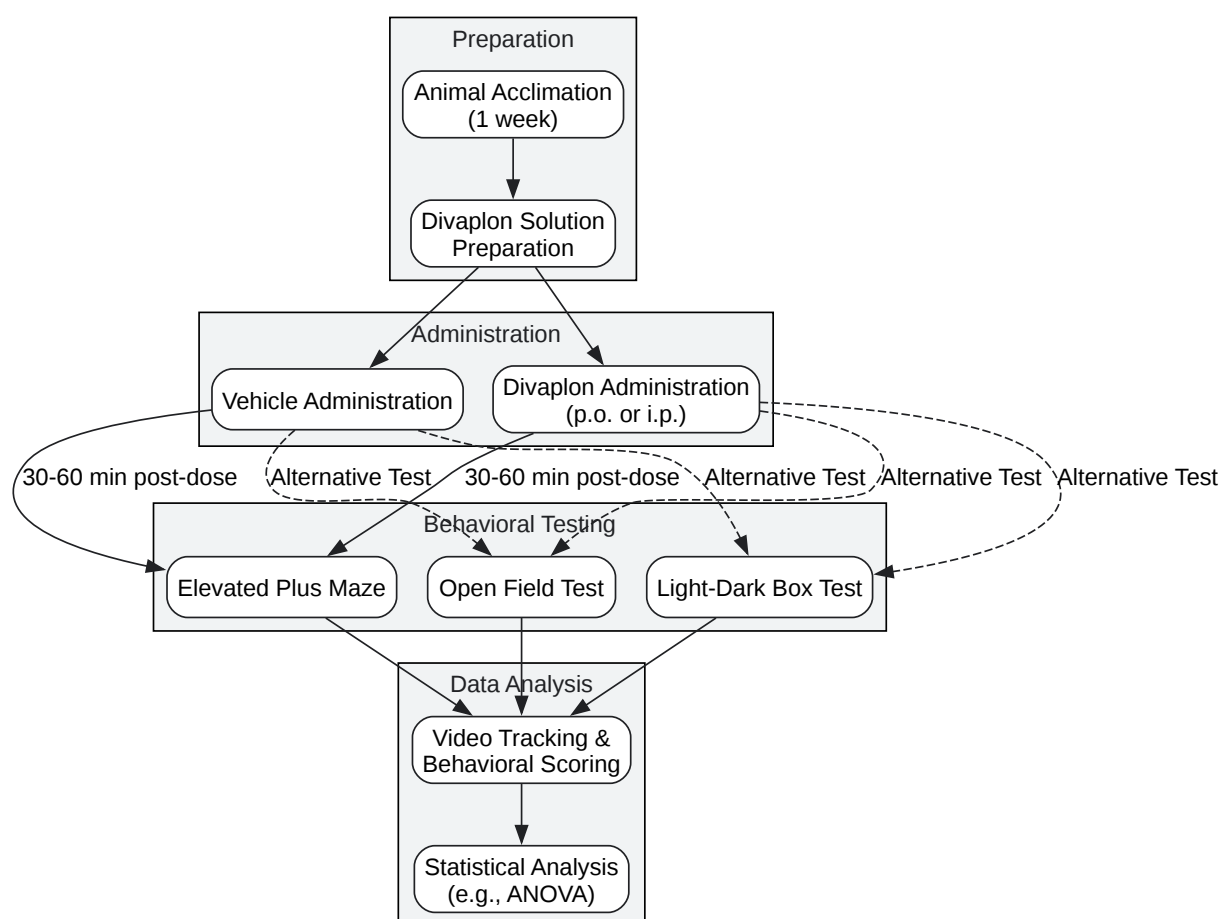 Preparation
Animal Acclimation
(1 week)
Divaplon Solution
Preparation
Administration
Vehicle Administration
Divaplon Administration
(p.o. or i.p.)
30-60 min post-dose
Alternative Test
30-60 min post-dose
Alternative Test
Alternative Test
Alternative Test
Behavioral Testing
Elevated Plus Maze
Open Field Test
Light-Dark Box Test
Data Analysis
Video Tracking &
Behavioral Scoring
Statistical Analysis
(e.g., ANOVA)